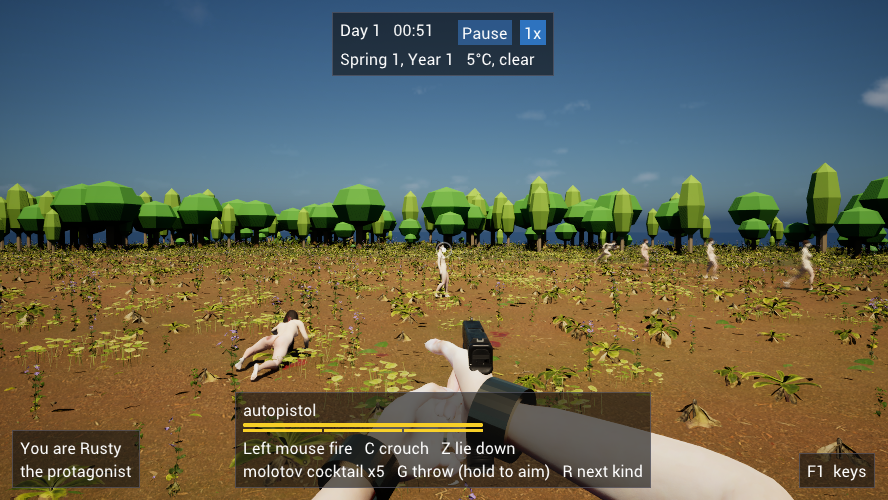 Day 1 00:51 Pause 1x
Spring 1, Year 1 5°C, clear
autopistol
Left mouse fire C crouch Z lie down
molotov cocktail x5 G throw (hold to aim) R next kind
You are Rusty
the protagonist
F1 keys